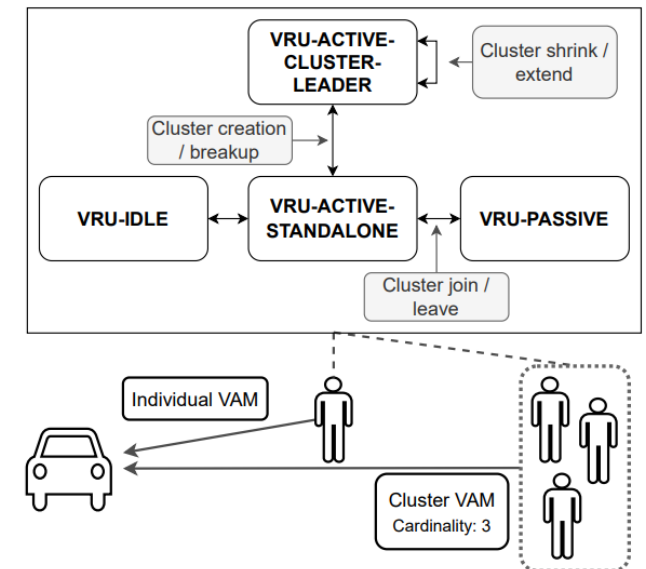 VRU-ACTIVE-
CLUSTER-
LEADER
Cluster shrink /
extend
Cluster creation
/ breakup
VRU-IDLE
VRU-ACTIVE-
STANDALONE
VRU-PASSIVE
Cluster join /
leave
Individual VAM
Cluster VAM
Cardinality: 3